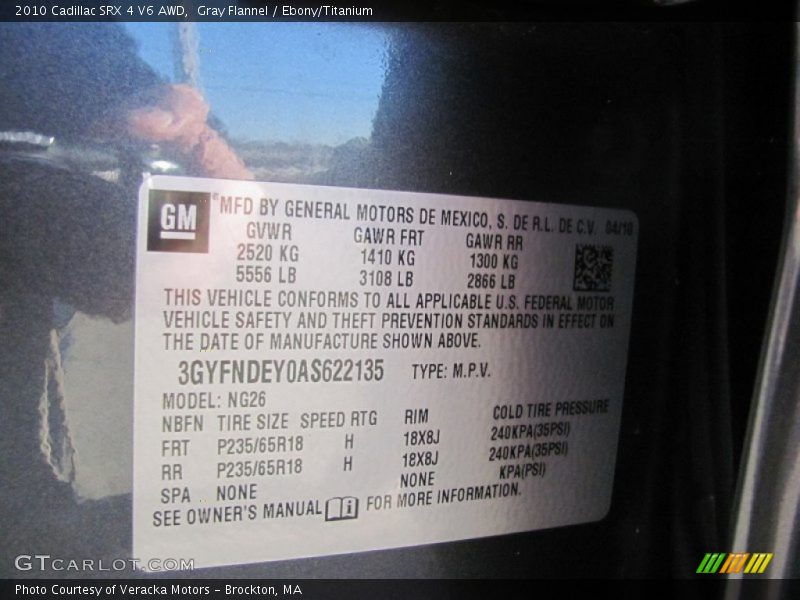 2010 Cadillac SRX 4 V6 AWD, Gray Flannel / Ebony/Titanium
GM
MFD BY GENERAL MOTORS DE MEXICO, S. DE R.L. DE C.V. 04/10
GVWR GAWR FRT GAWR RR
2520 KG 1410 KG 1300 KG
5556 LB 3108 LB 2866 LB
THIS VEHICLE CONFORMS TO ALL APPLICABLE U.S. FEDERAL MOTOR
VEHICLE SAFETY AND THEFT PREVENTION STANDARDS IN EFFECT ON
THE DATE OF MANUFACTURE SHOWN ABOVE.
3GYFNDEY0AS622135 TYPE: M.P.V.
MODEL: NG26
NBFN TIRE SIZE SPEED RTG RIM COLD TIRE PRESSURE
FRT P235/65R18 H 18X8J 240KPA(35PSI)
RR P235/65R18 H 18X8J 240KPA(35PSI)
SPA NONE NONE KPA(PSI)
SEE OWNER'S MANUAL FOR MORE INFORMATION.
GTcarlot.com
Photo Courtesy of Veracka Motors – Brockton, MA